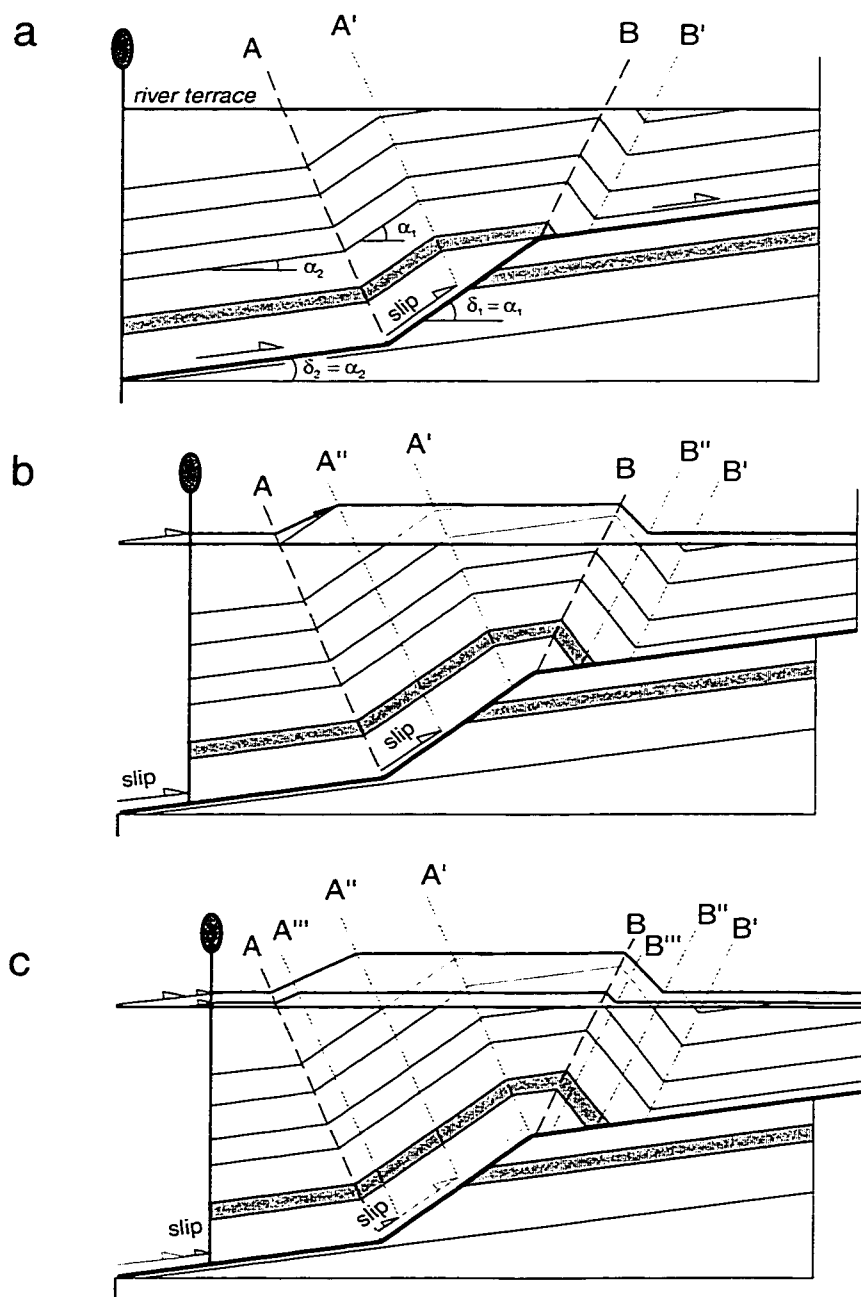 a
A
A'
B
B'
river terrace
α₁
α₂
slip
δ₁ = α₁
δ₂ = α₂
b
A
A"
A'
B
B"
B'
slip
slip
c
A
A'''
A"
A'
B
B'''
B"
B'
slip
slip